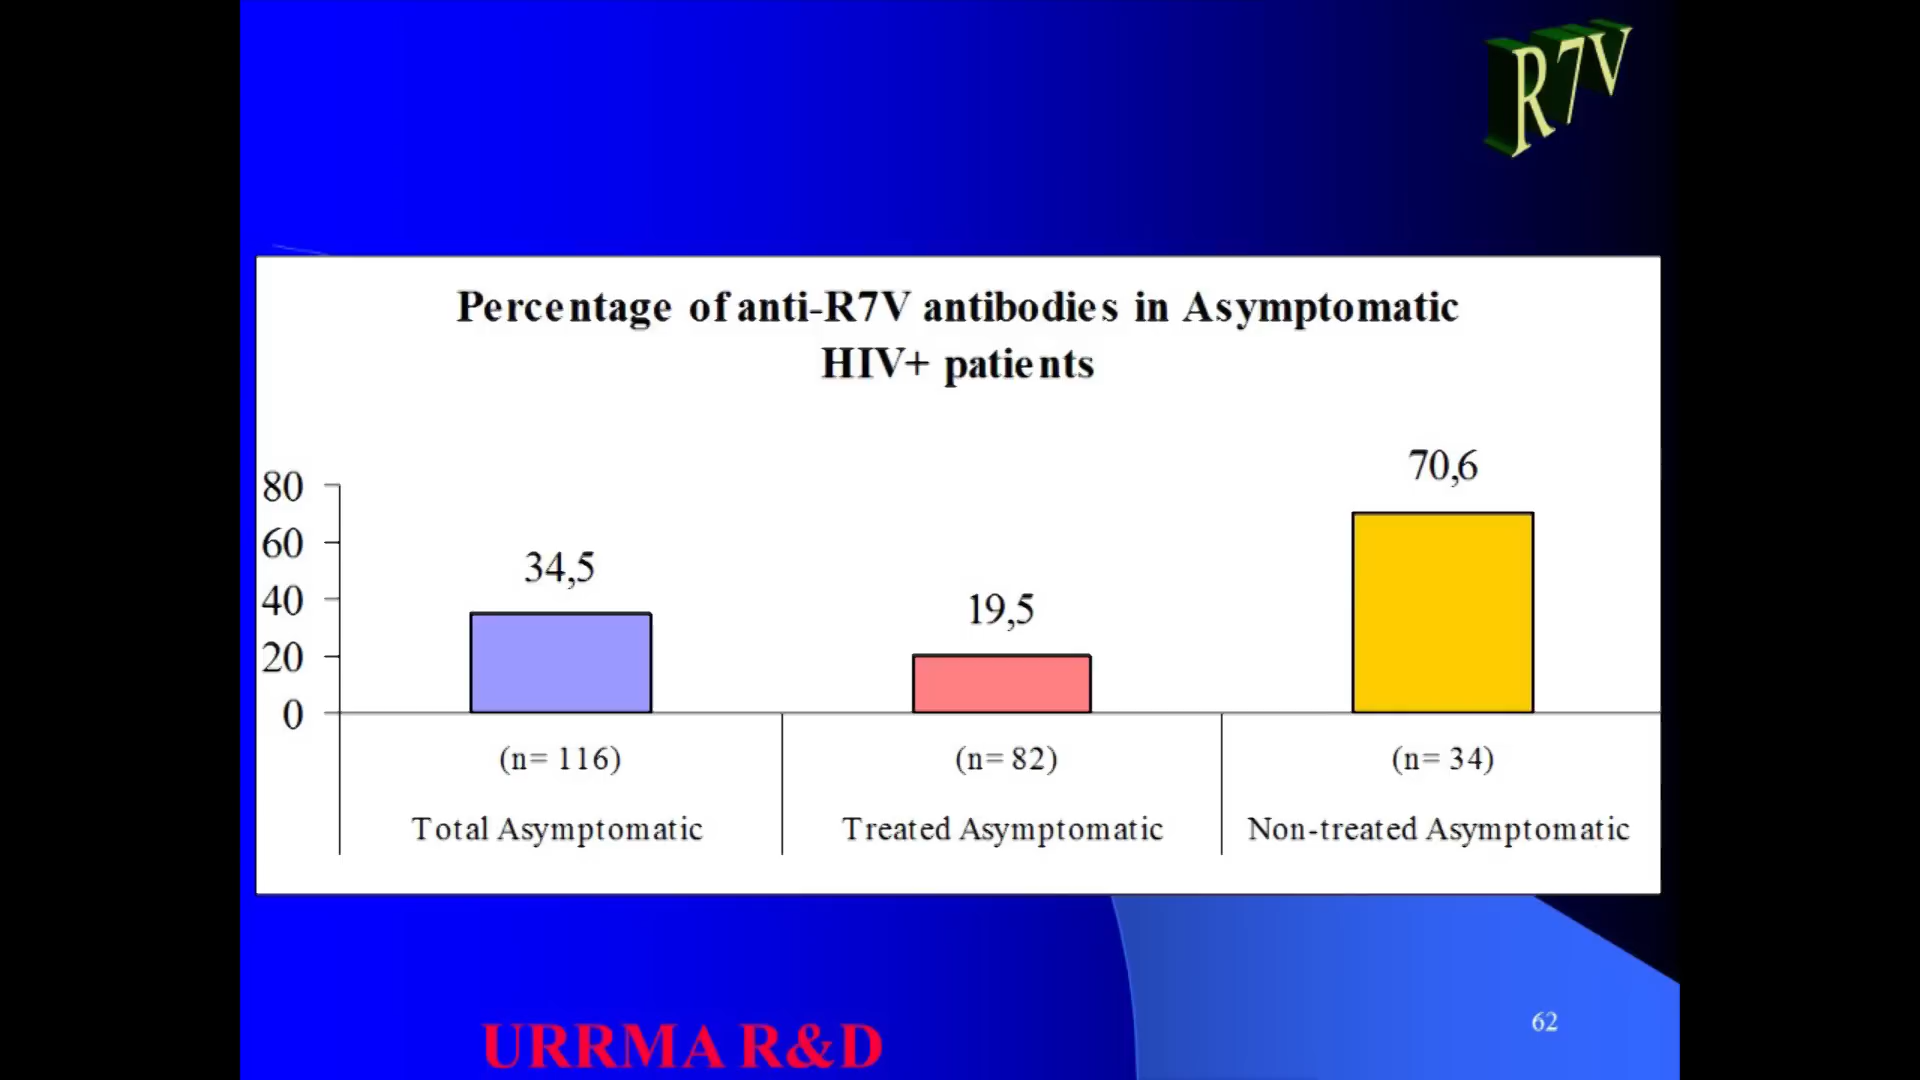 R7V
Percentage of anti-R7V antibodies in Asymptomatic
HIV+ patients
80
60
40
20
0
34,5
19,5
70,6
(n= 116)
(n= 82)
(n= 34)
Total Asymptomatic
Treated Asymptomatic
Non-treated Asymptomatic
URRMA R&D
62